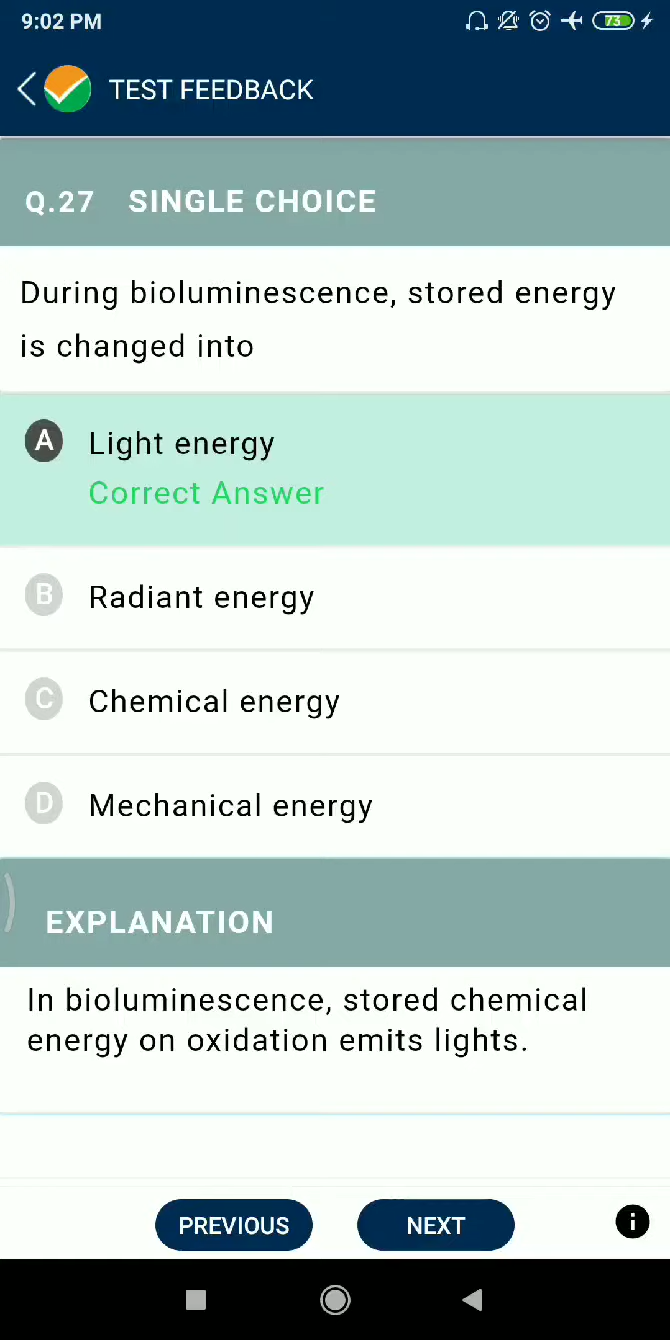 9:02 PM
73
TEST FEEDBACK
Q.27 SINGLE CHOICE
During bioluminescence, stored energy
is changed into
A Light energy
Correct Answer
B Radiant energy
C Chemical energy
D Mechanical energy
EXPLANATION
In bioluminescence, stored chemical
energy on oxidation emits lights.
PREVIOUS
NEXT
i